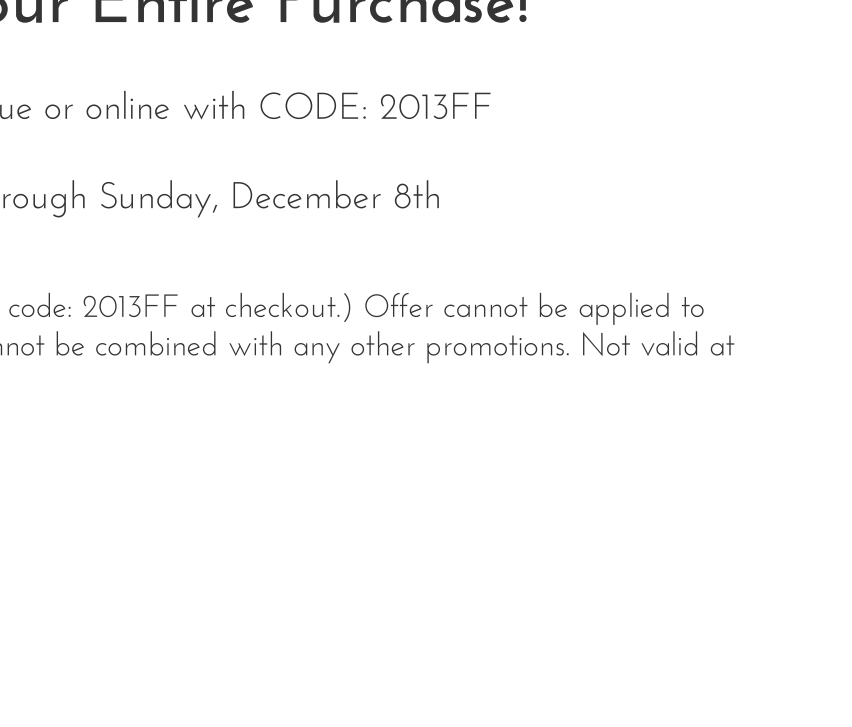 our Entire Purchase!
ue or online with CODE: 2013FF
rough Sunday, December 8th
code: 2013FF at checkout.) Offer cannot be applied to
nnot be combined with any other promotions. Not valid at